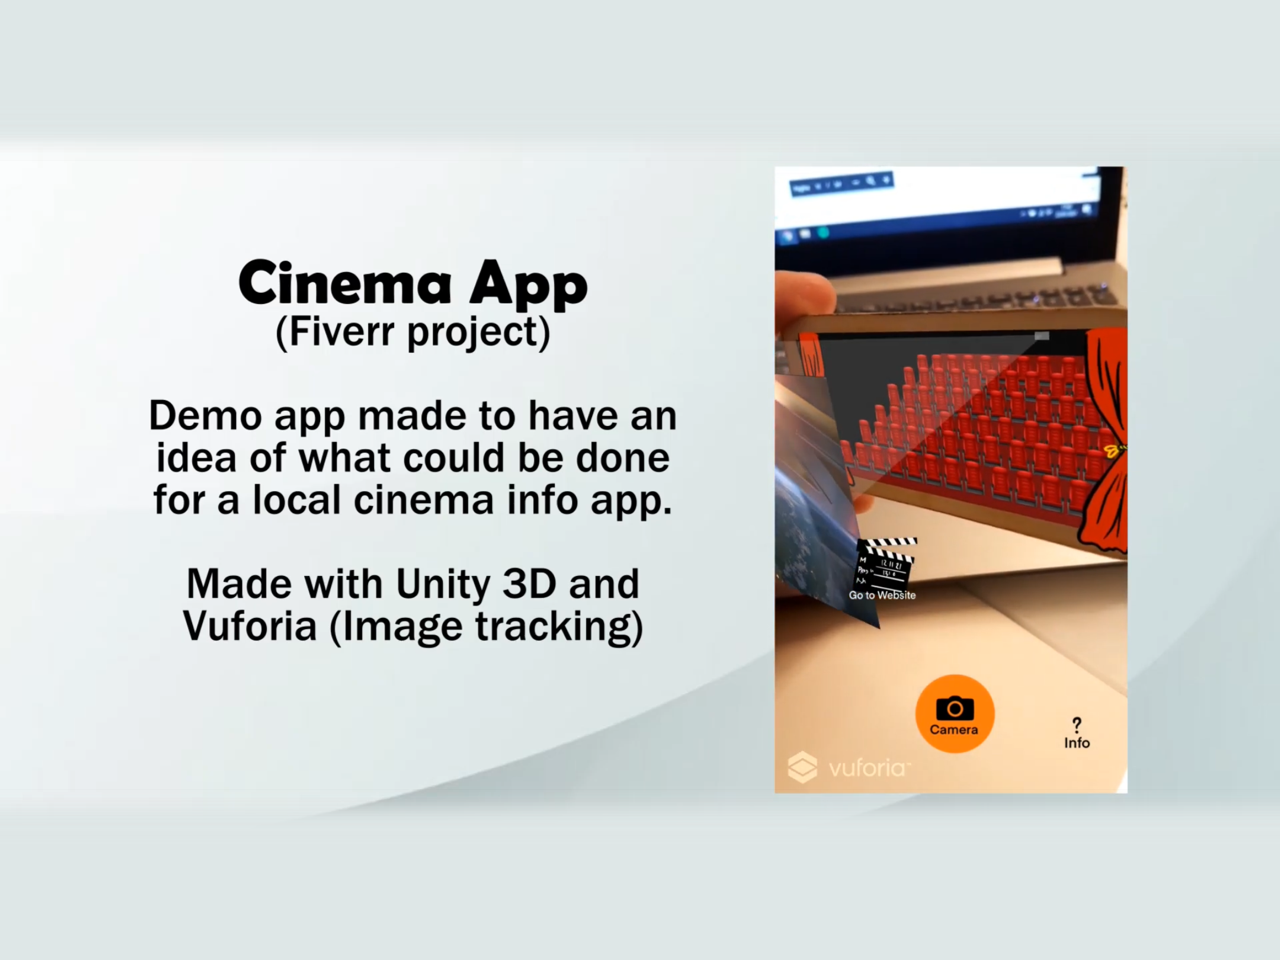 Cinema App
(Fiverr project)
Demo app made to have an
idea of what could be done
for a local cinema info app.
Made with Unity 3D and
Vuforia (Image tracking)
Go to Website
Camera
?
Info
vuforia™